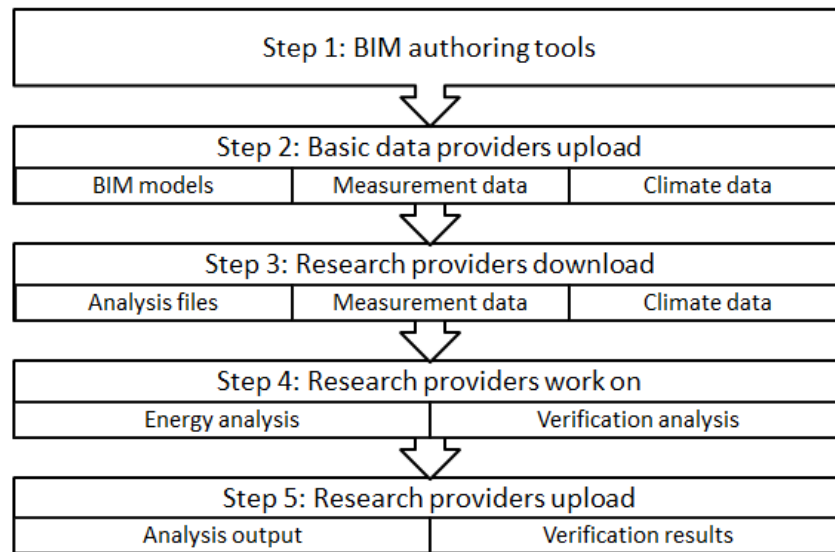 Step 1: BIM authoring tools
Step 2: Basic data providers upload
BIM models Measurement data Climate data
Step 3: Research providers download
Analysis files Measurement data Climate data
Step 4: Research providers work on
Energy analysis Verification analysis
Step 5: Research providers upload
Analysis output Verification results